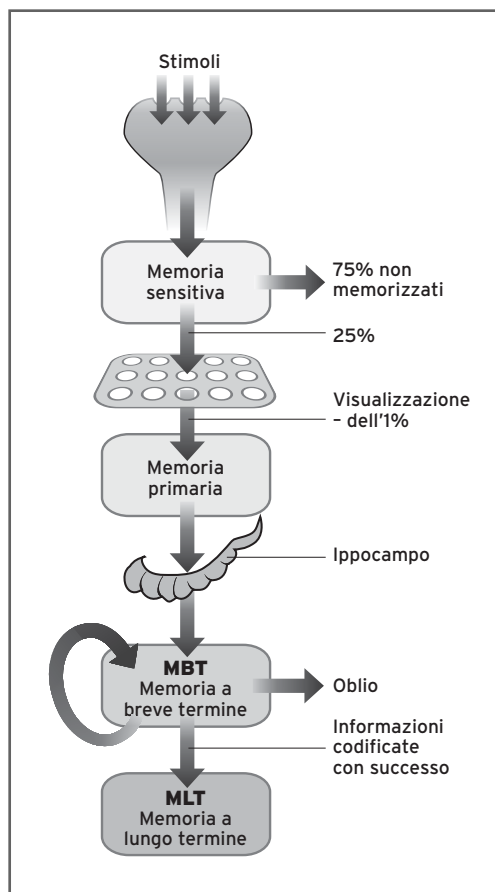 Stimoli
Memoria
sensitiva
75% non
memorizzati
25%
Visualizzazione
– dell’1%
Memoria
primaria
Ippocampo
MBT
Memoria a
breve termine
Oblio
Informazioni
codificate
con successo
MLT
Memoria a
lungo termine